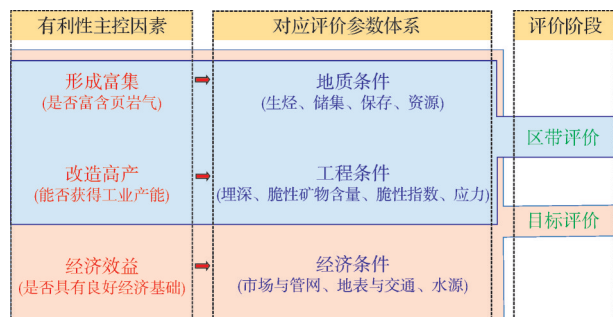 有利性主控因素
对应评价参数体系
评价阶段
形成富集
(是否富含页岩气)
地质条件
(生烃、储集、保存、资源)
区带评价
改造高产
(能否获得工业产能)
工程条件
(埋深、脆性矿物含量、脆性指数、应力)
目标评价
经济效益
(是否具有良好经济基础)
经济条件
(市场与管网、地表与交通、水源)